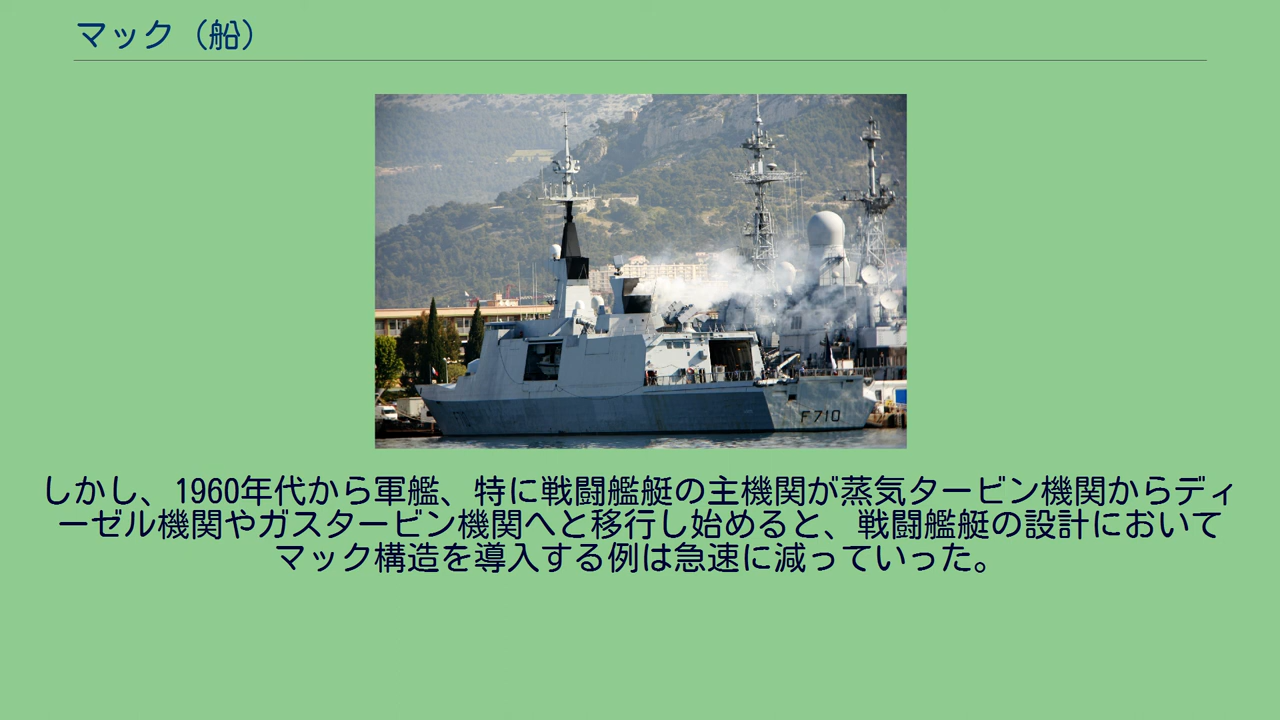 マック（船）
F710
しかし、1960年代から軍艦、特に戦闘艦艇の主機関が蒸気タービン機関からディ
ーゼル機関やガスタービン機関へと移行し始めると、戦闘艦艇の設計において
マック構造を導入する例は急速に減っていった。